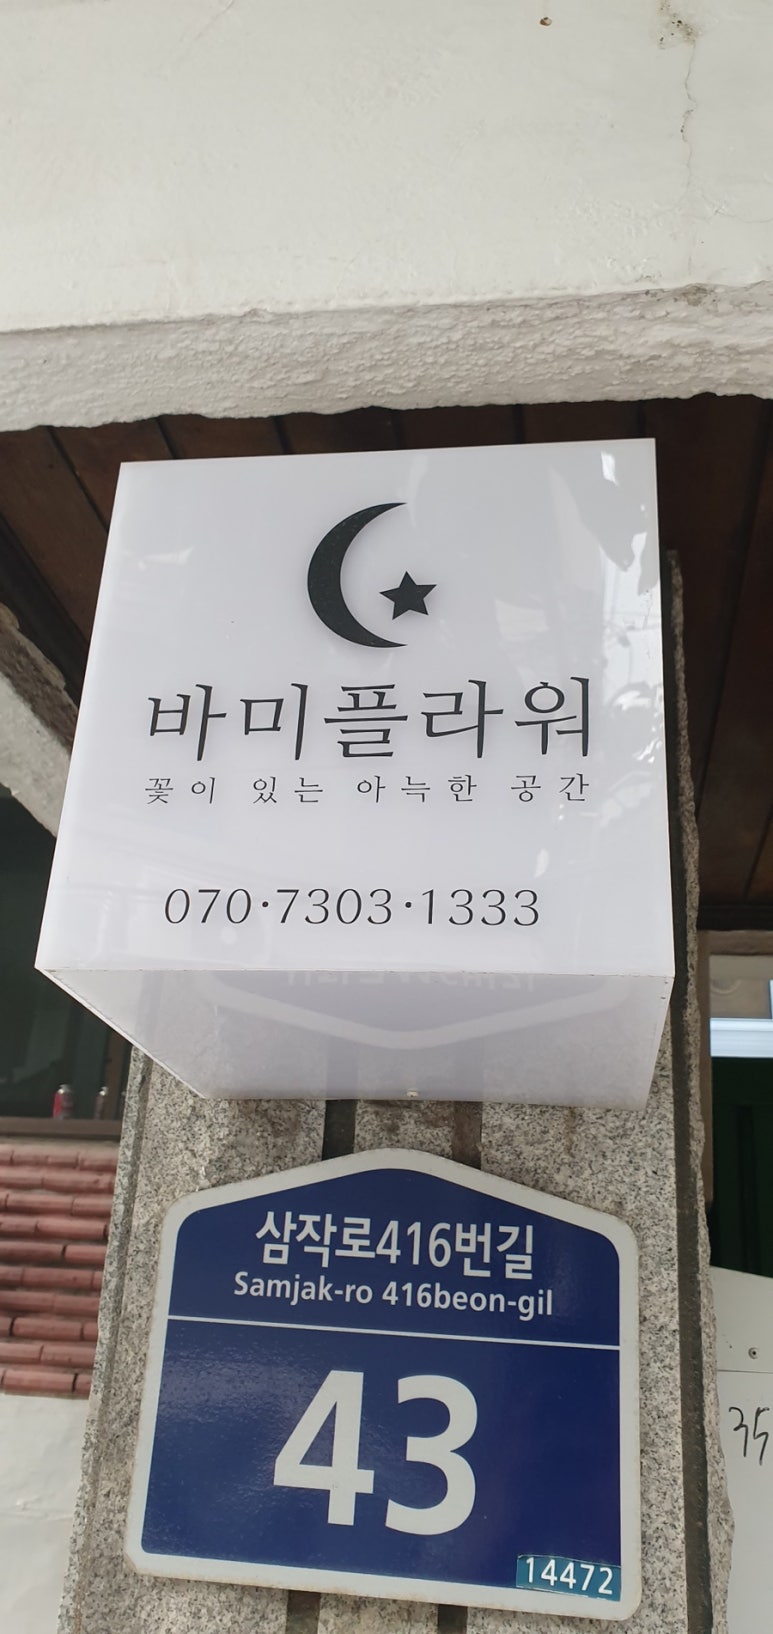 바미플라워
꽃이 있는 아늑한 공간
070·7303·1333
삼작로416번길
Samjak-ro 416beon-gil
43
14472
35